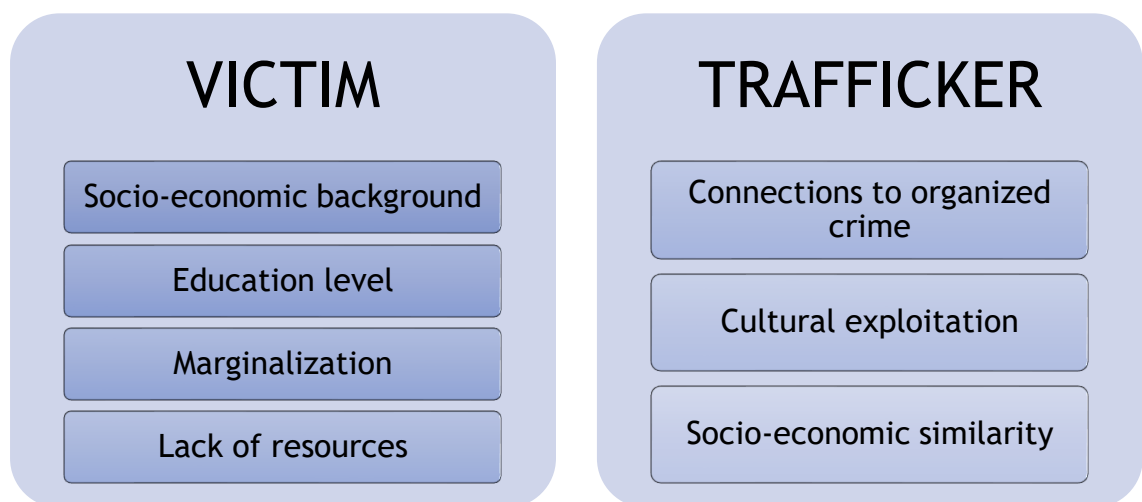 VICTIM
Socio-economic background
Education level
Marginalization
Lack of resources
TRAFFICKER
Connections to organized
crime
Cultural exploitation
Socio-economic similarity